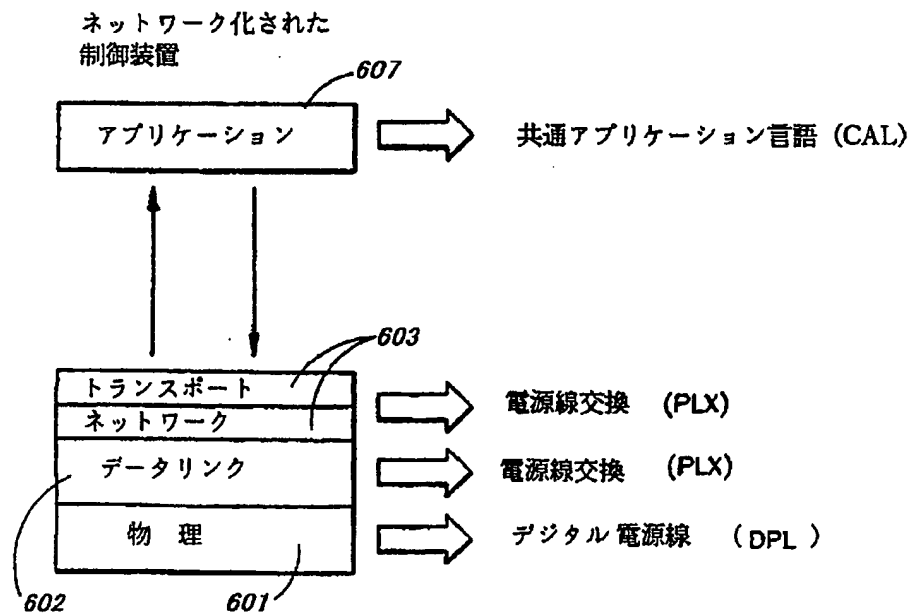 ネットワーク化された
制御装置
607
アプリケーション
共通アプリケーション言語 (CAL)
603
トランスポート
電源線交換 (PLX)
ネットワーク
データリンク
電源線交換 (PLX)
物 理
デジタル 電源線 (DPL)
602
601